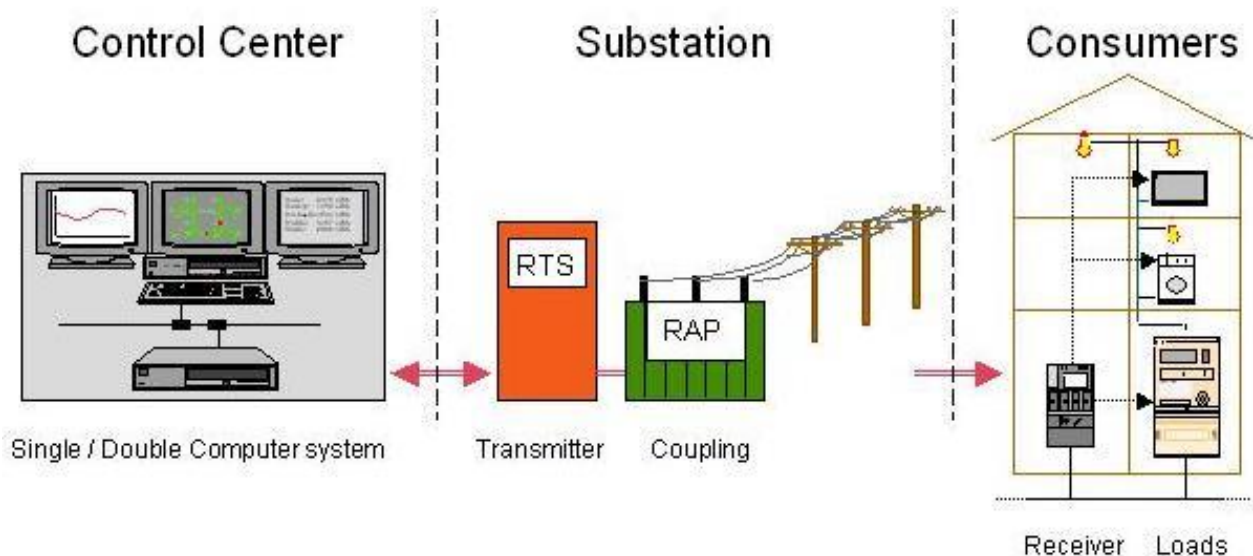 Control Center
Substation
Consumers
RTS
RAP
Single / Double Computer system
Transmitter
Coupling
Receiver
Loads